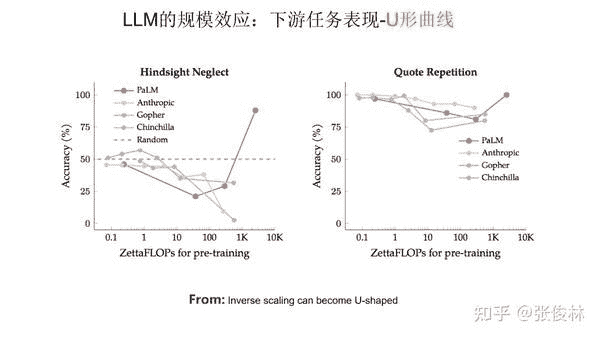 LLM的规模效应：下游任务表现-U形曲线
Hindsight Neglect
PaLM
Anthropic
Gopher
Chinchilla
Random
Accuracy (%)
100
75
50
25
0
0.1 1 10 100 1K 10K
ZettaFLOPs for pre-training
Quote Repetition
PaLM
Anthropic
Gopher
Chinchilla
Accuracy (%)
100
75
50
25
0
0.1 1 10 100 1K 10K
ZettaFLOPs for pre-training
From: Inverse scaling can become U-shaped
知乎 @张俊林